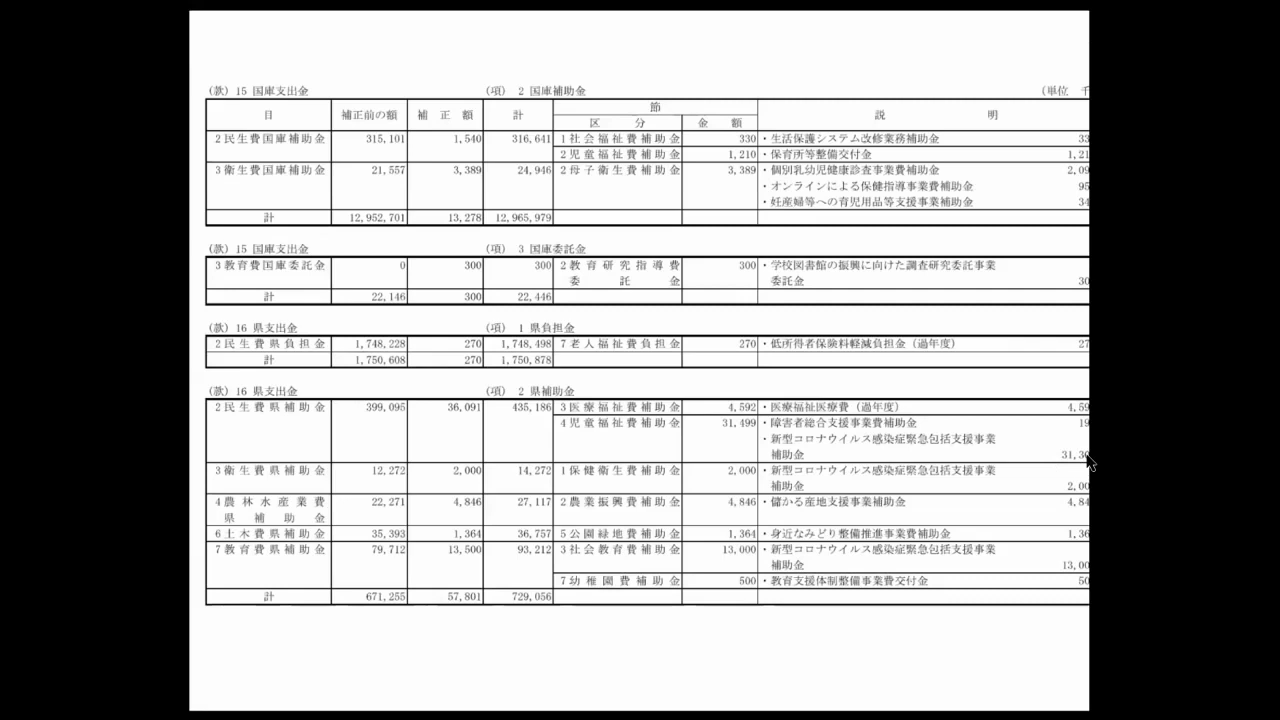 (款) 15 国庫支出金 (項) 2 国庫補助金 (単位 千
目 補正前の額 補正額 計 節 説明
区分 金額
2民生費国庫補助金 315,101 1,540 316,641 1社会福祉費補助金 330 ・生活保護システム改修業務補助金 33
2児童福祉費補助金 1,210 ・保育所等整備交付金 1,21
3衛生費国庫補助金 21,557 3,389 24,946 2母子衛生費補助金 3,389 ・個別乳幼児健康診査事業費補助金 2,09
・オンラインによる保健指導事業費補助金 95
・妊産婦等への育児用品等支援事業補助金 34
計 12,952,701 13,278 12,965,979
(款) 15 国庫支出金 (項) 3 国庫委託金
3教育費国庫委託金 0 300 300 2教育研究指導費 300 ・学校図書館の振興に向けた調査研究委託事業
委託金 委託金 30
計 22,146 300 22,446
(款) 16 県支出金 (項) 1 県負担金
2民生費県負担金 1,748,228 270 1,748,498 7老人福祉費負担金 270 ・低所得者保険料軽減負担金（過年度） 27
計 1,750,608 270 1,750,878
(款) 16 県支出金 (項) 2 県補助金
2民生費県補助金 399,095 36,091 435,186 3医療福祉費補助金 4,592 ・医療福祉医療費（過年度） 4,59
4児童福祉費補助金 31,499 ・障害者総合支援事業費補助金 19
・新型コロナウイルス感染症緊急包括支援事業
補助金 31,30
3衛生費県補助金 12,272 2,000 14,272 1保健衛生費補助金 2,000 ・新型コロナウイルス感染症緊急包括支援事業
補助金 2,00
4農林水産業費 22,271 4,846 27,117 2農業振興費補助金 4,846 ・儲かる産地支援事業補助金 4,84
県補助金
6土木費県補助金 35,393 1,364 36,757 5公園緑地費補助金 1,364 ・身近なみどり整備推進事業費補助金 1,36
7教育費県補助金 79,712 13,500 93,212 3社会教育費補助金 13,000 ・新型コロナウイルス感染症緊急包括支援事業
補助金 13,00
7幼稚園費補助金 500 ・教育支援体制整備事業費交付金 50
計 671,255 57,801 729,056